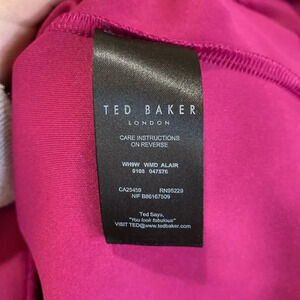 TED BAKER
LONDON
CARE INSTRUCTIONS
ON REVERSE
WH9W WMD ALAIR
0103 047576
CA25459 RN95229
NIF B86167509
Ted Says,
"You look fabulous"
VISIT TED@www.tedbaker.com